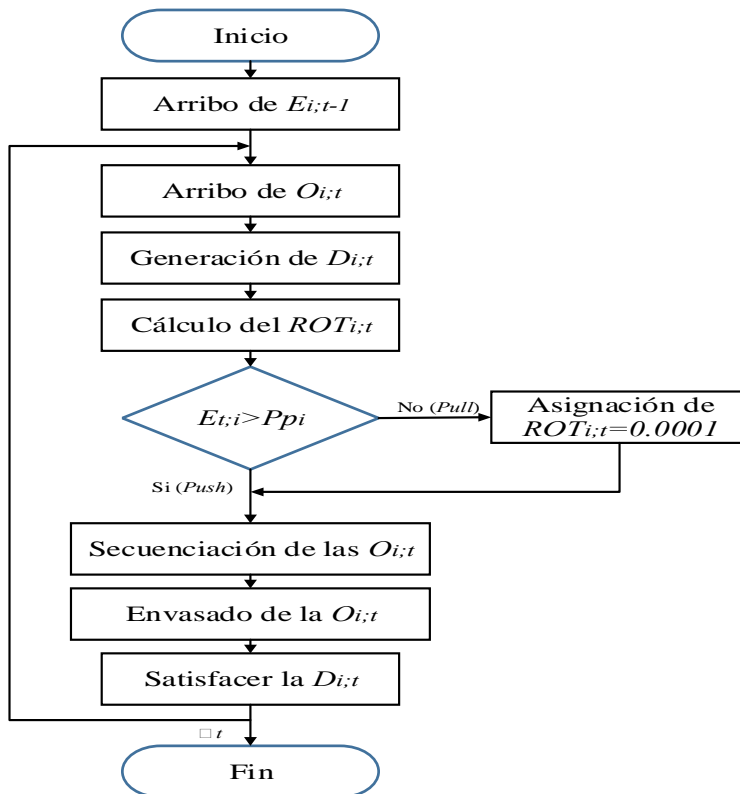 Inicio
Arribo de Ei;t-1
Arribo de Oi;t
Generación de Di;t
Cálculo del ROTi;t
Et;i>Ppi
No (Pull)
Asignación de
ROTi;t=0.0001
Si (Push)
Secuenciación de las Oi;t
Envasado de la Oi;t
Satisfacer la Di;t
□ t
Fin